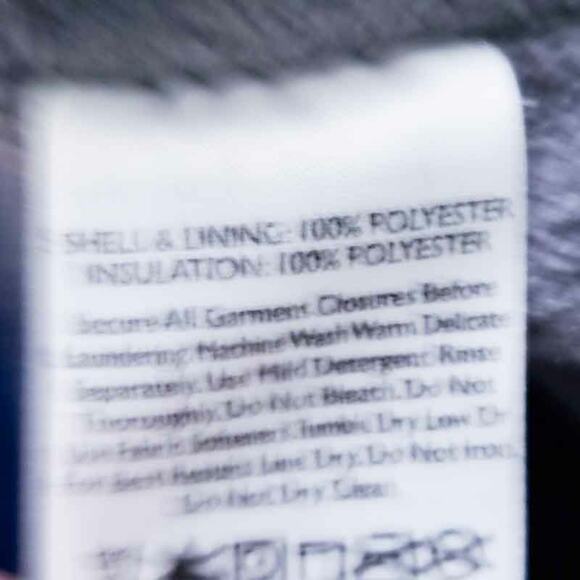 SHELL & LINING: 100% POLYESTER
INSULATION: 100% POLYESTER
Secure All Garment Closures Before
Laundering. Machine Wash Warm Delicate
Separately. Use Mild Detergent. Rinse
Thoroughly. Do Not Bleach. Do Not
Use Fabric Softeners. Tumble Dry Low. Or
For Best Results Line Dry. Do Not Iron.
Do Not Dry Clean.